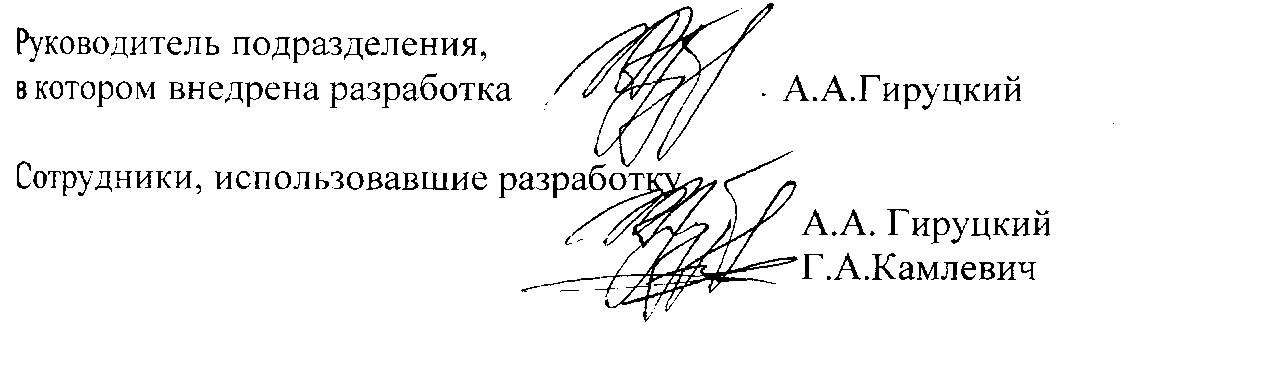 Руководитель подразделения,
в котором внедрена разработка А.А.Гируцкий
Сотрудники, использовавшие разработку
А.А. Гируцкий
Г.А.Камлевич